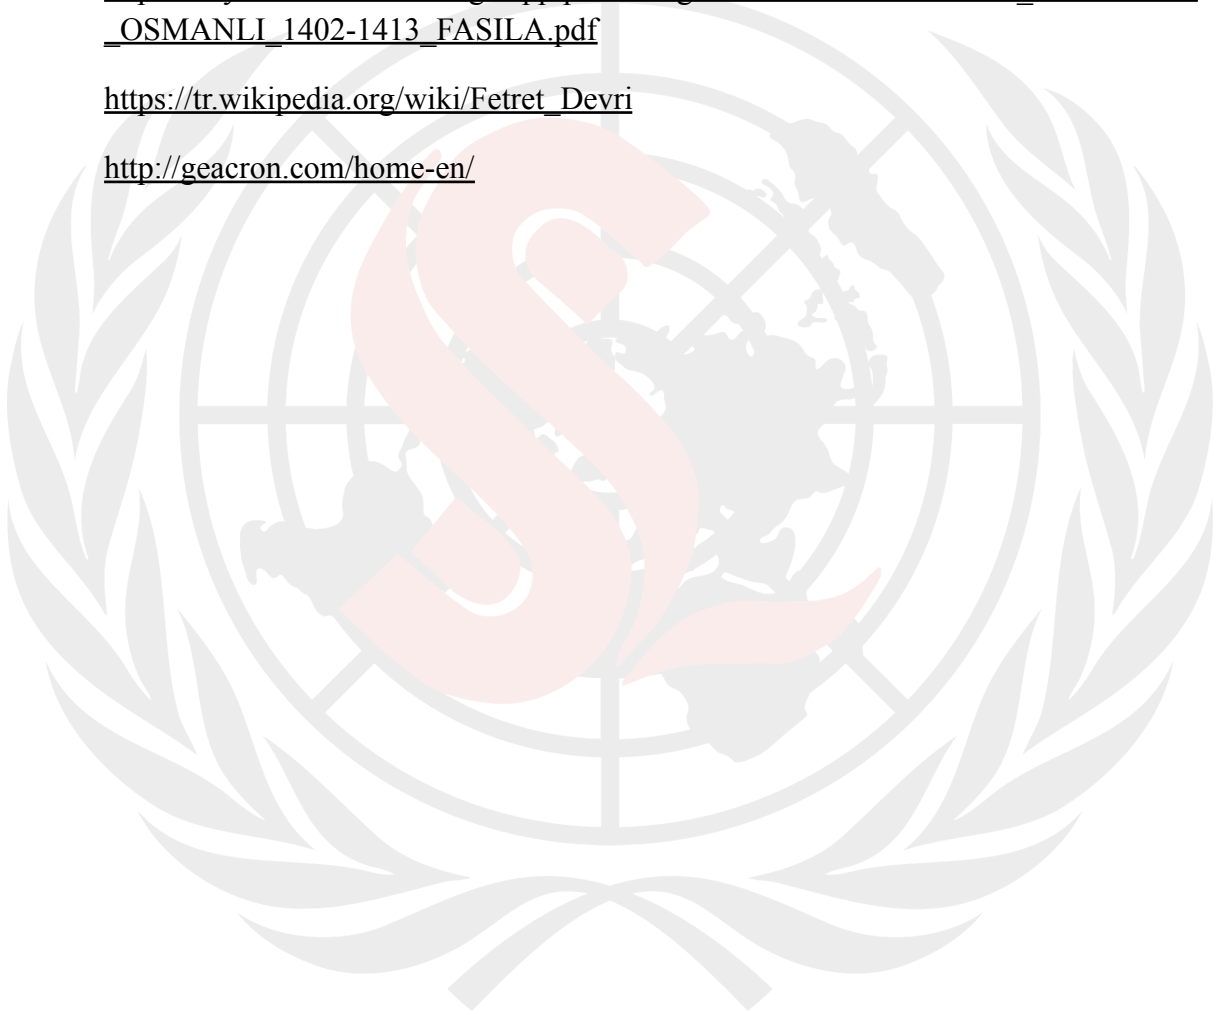 _OSMANLI_1402-1413_FASILA.pdf
https://tr.wikipedia.org/wiki/Fetret_Devri
http://geacron.com/home-en/